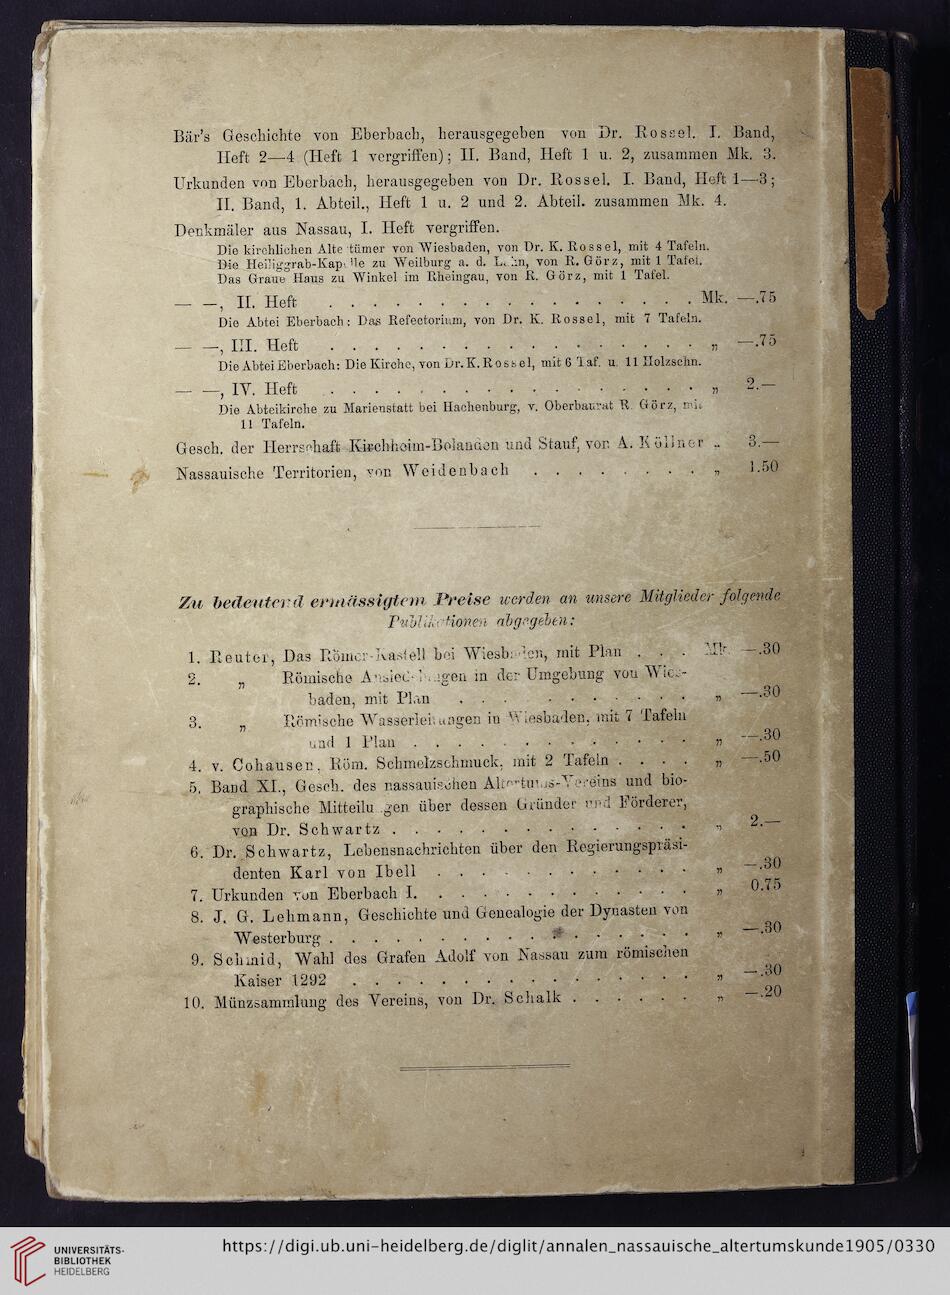 Bär's Geschichte von Eberbach, herausgegeben von Dr. Rossel. I. Band,
Heft 2—4 (Heft 1 vergriffen); II. Band, Heft 1 u. 2, zusammen Mk. 3.
Urkunden von Eberbach, herausgegeben von Dr. Rossel. I. Band, Heft 1—3;
II. Band, 1. Abteil., Heft 1 u. 2 und 2. Abteil. zusammen Mk. 4.
Denkmäler aus Nassau, I. Heft vergriffen.
Die kirchlichen Alte tümer von Wiesbaden, von Dr. K. Rossel, mit 4 Tafeln.
Die Heiliggrab-Kapelle zu Weilburg a. d. Lahn, von R. Görz, mit 1 Tafel.
Das Graue Haus zu Winkel im Rheingau, von R. Görz, mit 1 Tafel.
— —, II. Heft . . . . . . . . . . . . . . . . . Mk. —.75
Die Abtei Eberbach: Das Refectorium, von Dr. K. Rossel, mit 7 Tafeln.
— —, III. Heft . . . . . . . . . . . . . . . . . „ —.75
Die Abtei Eberbach: Die Kirche, von Dr. K. Rossel, mit 6 Taf. u. 11 Holzschn.
— —, IV. Heft . . . . . . . . . . . . . . . . . „ 2.—
Die Abteikirche zu Marienstatt bei Hachenburg, v. Oberbaurat R. Görz, mit
11 Tafeln.
Gesch. der Herrschaft Kirchheim-Bolanden und Stauf, von A. Köllner „ 3.—
Nassauische Territorien, von Weidenbach . . . . . . . . „ 1.50
Zu bedeutend ermässigtem Preise werden an unsere Mitglieder folgende
Publikationen abgegeben:
1. Reuter, Das Römer-Kastell bei Wiesbaden, mit Plan . . . Mk. —.30
2. „ Römische Ansiedelungen in der Umgebung von Wies-
baden, mit Plan . . . . . . . . . . . „ —.30
3. „ Römische Wasserleitungen in Wiesbaden, mit 7 Tafeln
und 1 Plan . . . . . . . . . . . . . „ —.30
4. v. Cohausen, Röm. Schmelzschmuck, mit 2 Tafeln . . . . „ —.50
5. Band XI., Gesch. des nassauischen Altertums-Vereins und bio-
graphische Mitteilungen über dessen Gründer und Förderer,
von Dr. Schwartz . . . . . . . . . . . . . . „ 2.—
6. Dr. Schwartz, Lebensnachrichten über den Regierungspräsi-
denten Karl von Ibell . . . . . . . . . . . . „ —.30
7. Urkunden von Eberbach I. . . . . . . . . . . . . „ 0.75
8. J. G. Lehmann, Geschichte und Genealogie der Dynasten von
Westerburg . . . . . . . . . . . . . . . . . „ —.30
9. Schmid, Wahl des Grafen Adolf von Nassau zum römischen
Kaiser 1292 . . . . . . . . . . . . . . . . „ —.30
10. Münzsammlung des Vereins, von Dr. Schalk . . . . . . „ —.20
UNIVERSITÄTS-
BIBLIOTHEK
HEIDELBERG
https://digi.ub.uni-heidelberg.de/diglit/annalen_nassauische_altertumskunde1905/0330